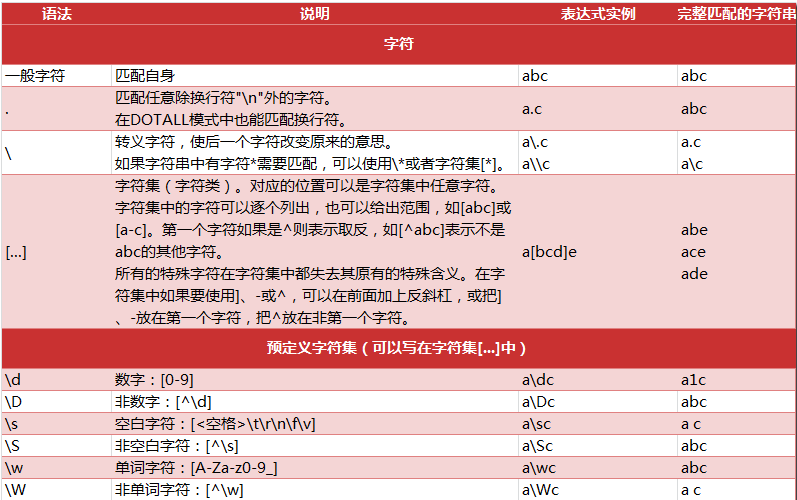 语法 说明 表达式实例 完整匹配的字符串
字符
一般字符 匹配自身 abc abc
. 匹配任意除换行符"\n"外的字符。
在DOTALL模式中也能匹配换行符。 a.c abc
\ 转义字符，使后一个字符改变原来的意思。
如果字符串中有字符*需要匹配，可以使用\*或者字符集[*]。 a\.c
a\\c a.c
a\c
[...] 字符集（字符类）。对应的位置可以是字符集中任意字符。
字符集中的字符可以逐个列出，也可以给出范围，如[abc]或
[a-c]。第一个字符如果是^则表示取反，如[^abc]表示不是
abc的其他字符。
所有的特殊字符在字符集中都失去其原有的特殊含义。在字
符集中如果要使用]、-或^，可以在前面加上反斜杠，或把]
、-放在第一个字符，把^放在非第一个字符。 a[bcd]e abe
ace
ade
预定义字符集（可以写在字符集[...]中）
\d 数字：[0-9] a\dc a1c
\D 非数字：[^\d] a\Dc abc
\s 空白字符：[<空格>\t\r\n\f\v] a\sc a c
\S 非空白字符：[^\s] a\Sc abc
\w 单词字符：[A-Za-z0-9_] a\wc abc
\W 非单词字符：[^\w] a\Wc a c